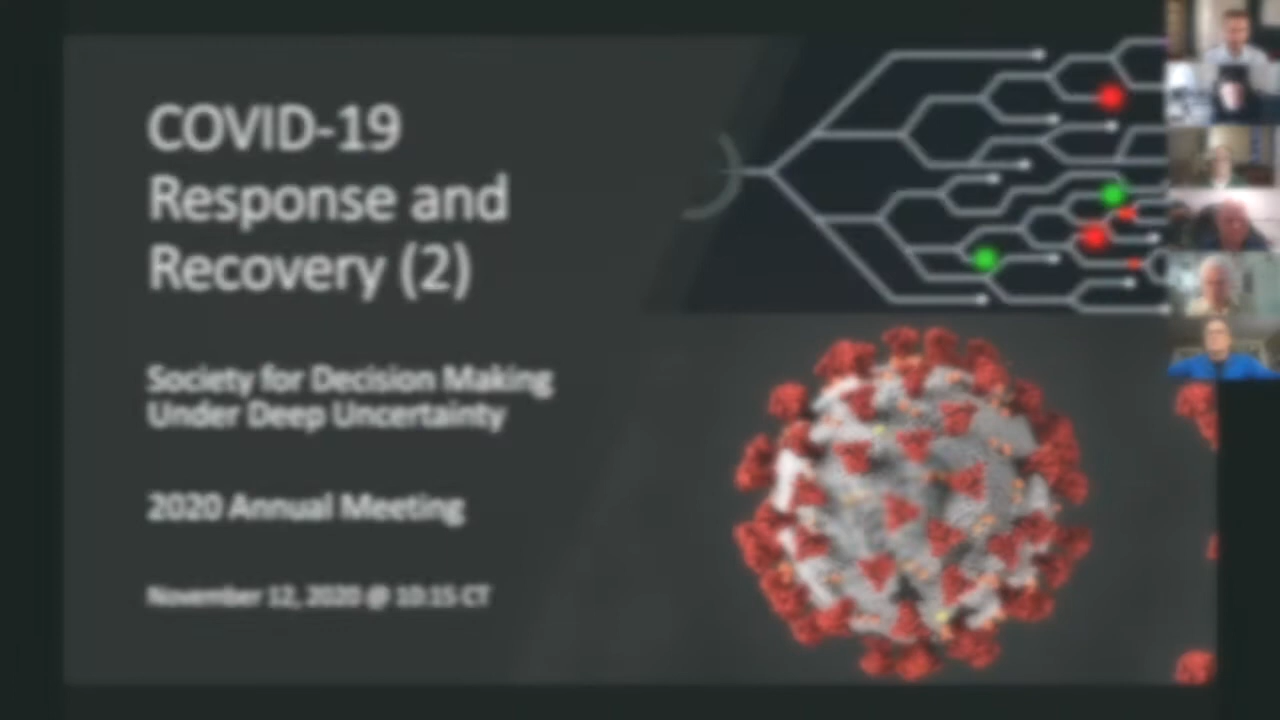 COVID-19
Response and
Recovery (2)
Society for Decision Making
Under Deep Uncertainty
2020 Annual Meeting
November 12, 2020 @ 10:15 CT